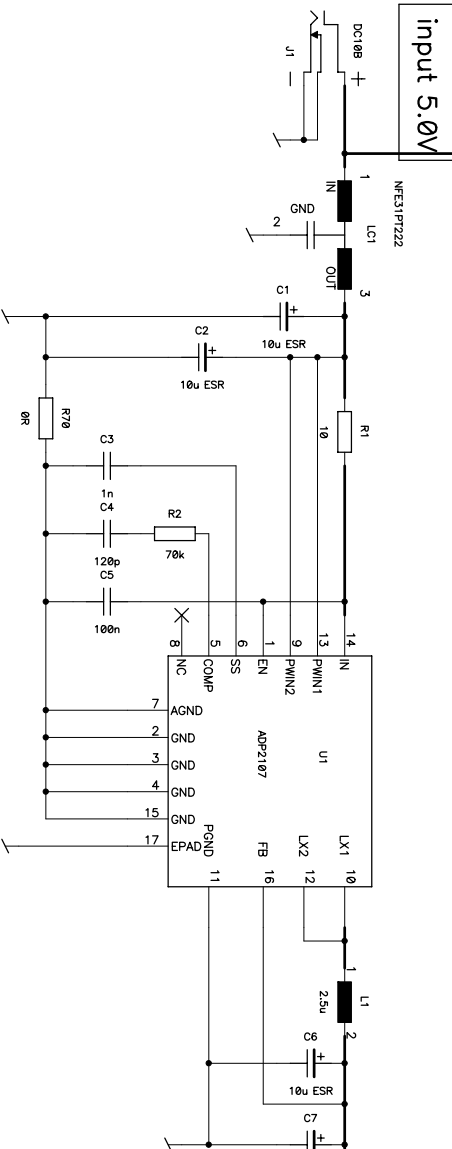 input 5.0V
DC10B
J1
+
−
NFE31PT222
LC1
1
IN
GND
2
OUT
3
C1
+
10u ESR
C2
+
10u ESR
R70
0R
R1
10
C3
1n
C4
120p
R2
70k
C5
100n
8
5
6
1
9
13
14
NC
COMP
SS
EN
PWIN2
PWIN1
IN
7
AGND
2
GND
3
GND
4
GND
15
GND
17
EPAD
U1
ADP2107
PGND
FB
LX2
LX1
11
16
12
10
1
L1
2.5u
2
C6
+
10u ESR
C7
+